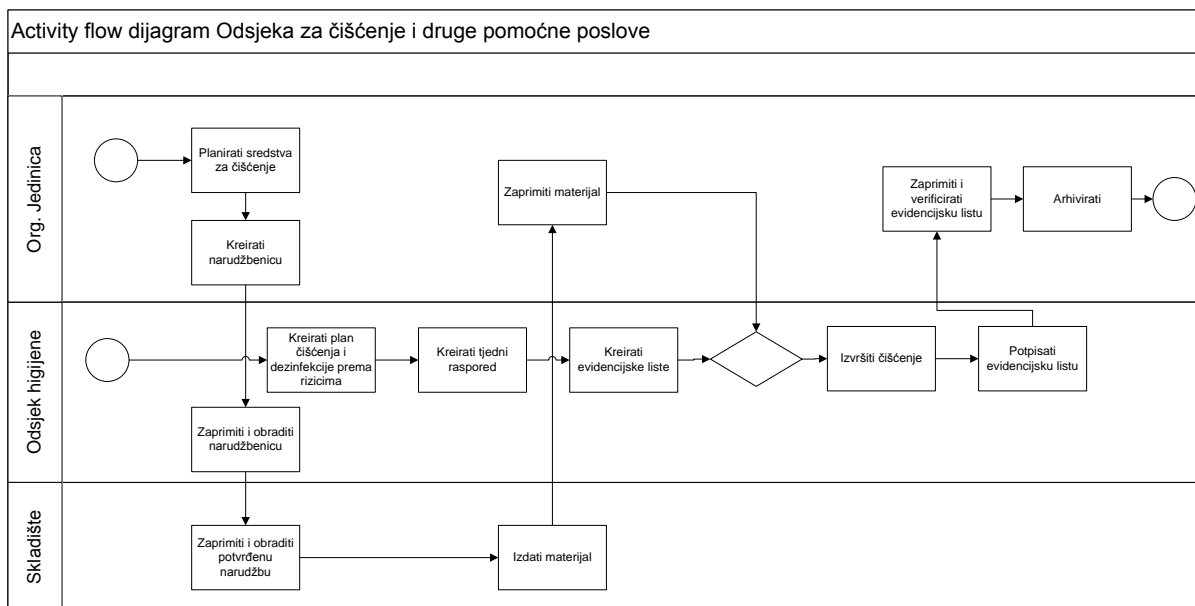 Activity flow dijagram Odsjeka za čišćenje i druge pomoćne poslove
Org. Jedinica
Planirati sredstva
za čišćenje
Kreirati
narudžbenicu
Zaprimiti materijal
Zaprimiti i
verificirati
evidencijsku listu
Arhivirati
Odsjek higijene
Kreirati plan
čišćenja i
dezinfekcije prema
rizicima
Kreirati tjedni
raspored
Kreirati
evidencijske liste
Izvršiti čišćenje
Potpisati
evidencijsku listu
Zaprimiti i obraditi
narudžbenicu
Skladište
Zaprimiti i obraditi
potvrđenu
narudžbu
Izdati materijal